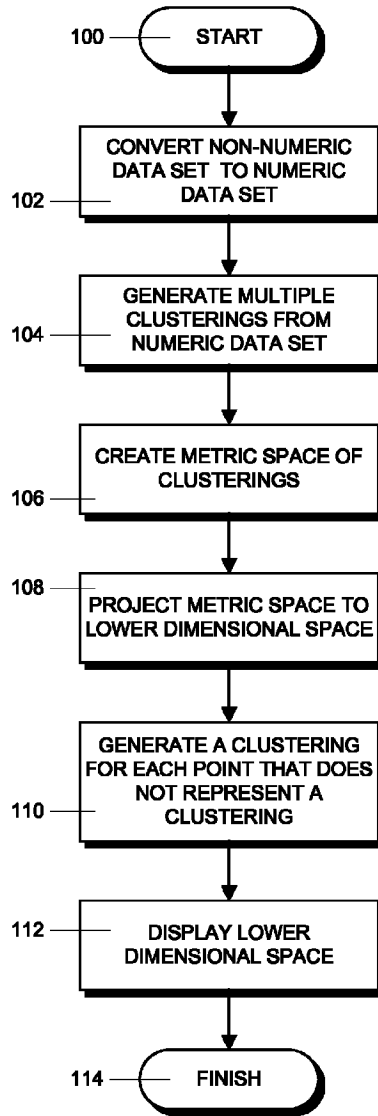 100
START
CONVERT NON-NUMERIC
DATA SET TO NUMERIC
DATA SET
102
GENERATE MULTIPLE
CLUSTERINGS FROM
NUMERIC DATA SET
104
CREATE METRIC SPACE OF
CLUSTERINGS
106
108
PROJECT METRIC SPACE TO
LOWER DIMENSIONAL SPACE
GENERATE A CLUSTERING
FOR EACH POINT THAT DOES
NOT REPRESENT A
CLUSTERING
110
112
DISPLAY LOWER
DIMENSIONAL SPACE
114
FINISH